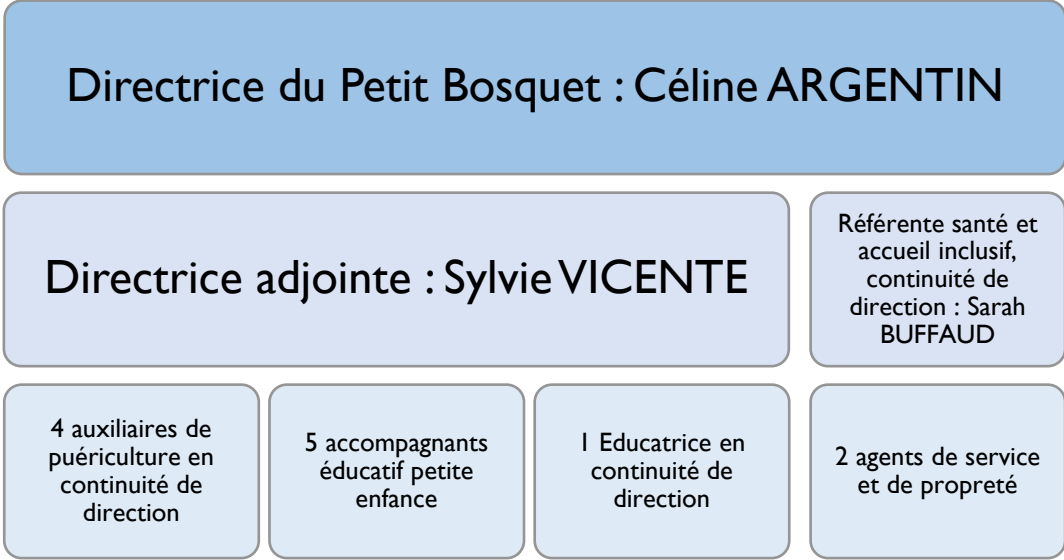 Directrice du Petit Bosquet : Céline ARGENTIN
Directrice adjointe : Sylvie VICENTE
Référente santé et
accueil inclusif,
continuité de
direction : Sarah
BUFFAUD
4 auxiliaires de
puériculture en
continuité de
direction
5 accompagnants
éducatif petite
enfance
1 Educatrice en
continuité de
direction
2 agents de service
et de propreté